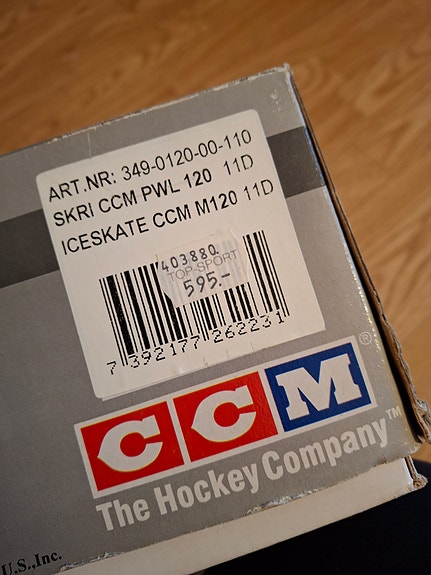 ART.NR: 349-0120-00-110
SKRI CCM PWL 120 11D
ICESKATE CCM M120 11D
403880.
TOP-SPORT
595.-
7 392177 262231
CCM®
The Hockey Company™
U.S.,Inc.